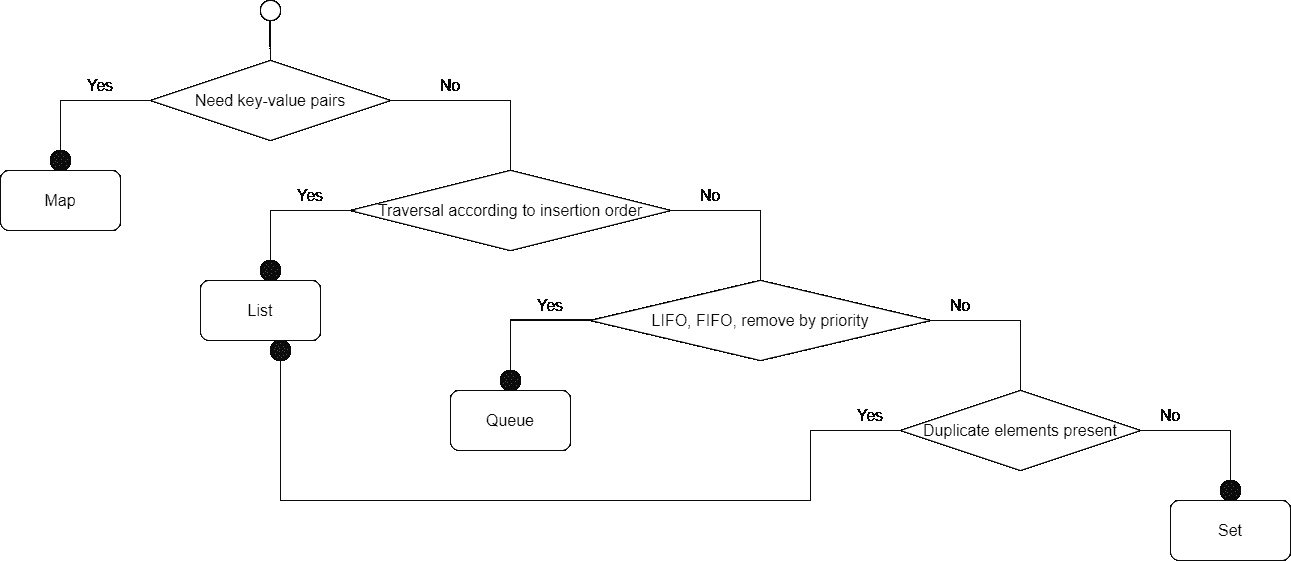 Yes
No
Need key-value pairs
Map
Yes
No
Traversal according to insertion order
List
Yes
No
LIFO, FIFO, remove by priority
Queue
Yes
No
Duplicate elements present
Set